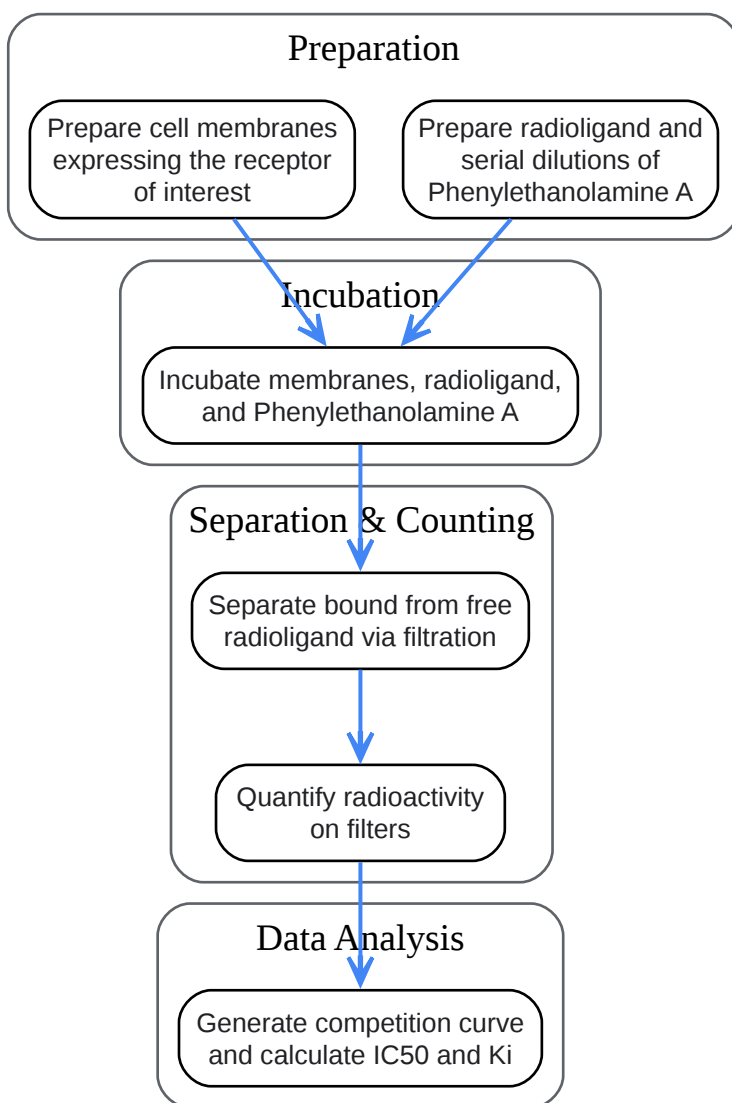 Preparation
Prepare cell membranes
expressing the receptor
of interest
Prepare radioligand and
serial dilutions of
Phenylethanolamine A
Incubation
Incubate membranes, radioligand,
and Phenylethanolamine A
Separation & Counting
Separate bound from free
radioligand via filtration
Quantify radioactivity
on filters
Data Analysis
Generate competition curve
and calculate IC50 and Ki